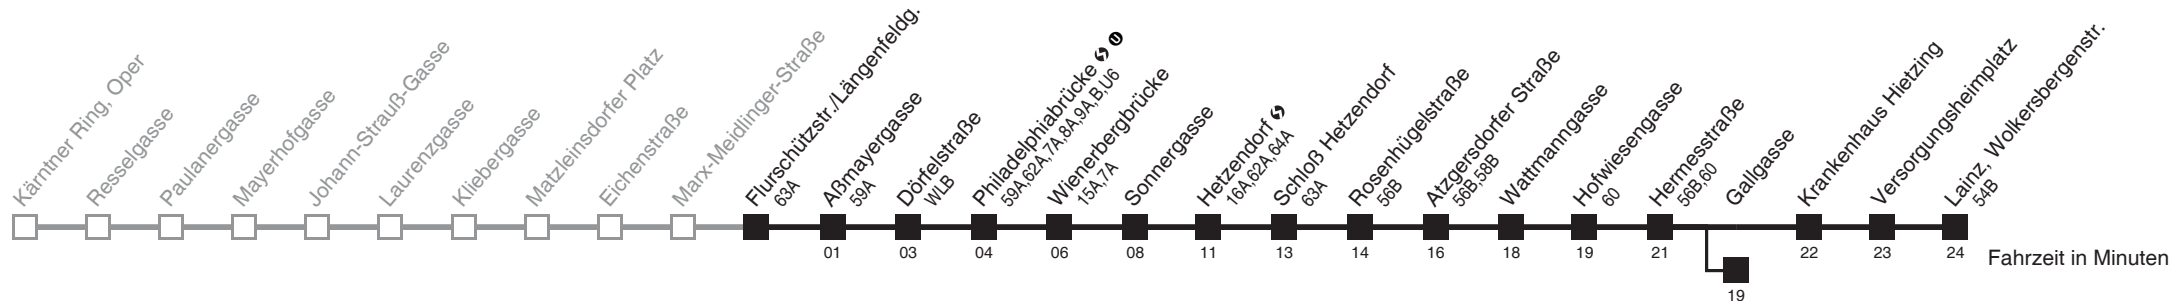 Kärntner Ring, Oper
Resselgasse
Paulanergasse
Mayerhofgasse
Johann-Strauß-Gasse
Laurenzgasse
Kliebergasse
Matzleinsdorfer Platz
Eichenstraße
Marx-Meidlinger-Straße
Flurschützstr./Längenfeldg.
63A
Aßmayergasse
59A
01
Dörfelstraße
WLB
03
Philadelphiabrücke
U
59A,62A,7A,8A,9A,B,U6
04
Wienerbergbrücke
15A,7A
06
Sonnergasse
08
Hetzendorf
16A,62A,64A
11
Schloß Hetzendorf
63A
13
Rosenhügelstraße
56B
14
Atzgersdorfer Straße
56B,58B
16
Wattmanngasse
18
Hofwiesengasse
60
19
Hermesstraße
56B,60
21
Gallgasse
19
Krankenhaus Hietzing
22
Versorgungsheimplatz
23
Lainz, Wolkersbergenstr.
54B
24
Fahrzeit in Minuten